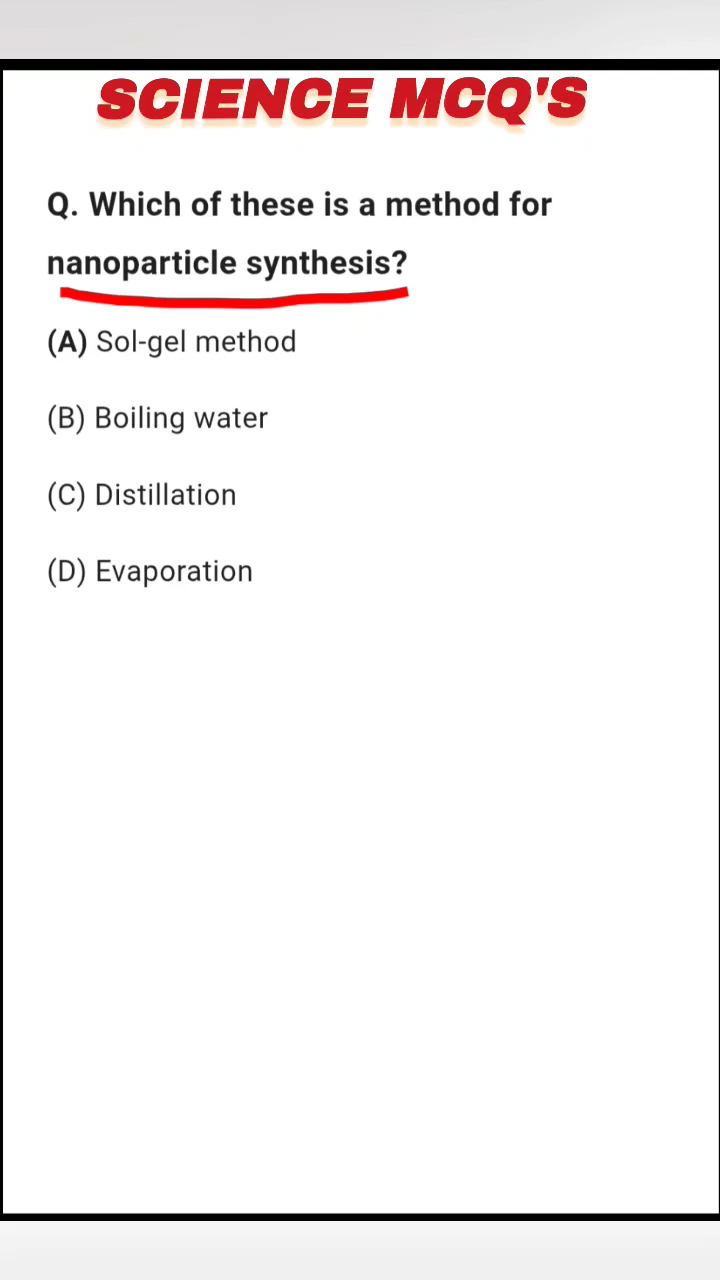 SCIENCE MCQ'S
Q. Which of these is a method for
nanoparticle synthesis?
(A) Sol-gel method
(B) Boiling water
(C) Distillation
(D) Evaporation